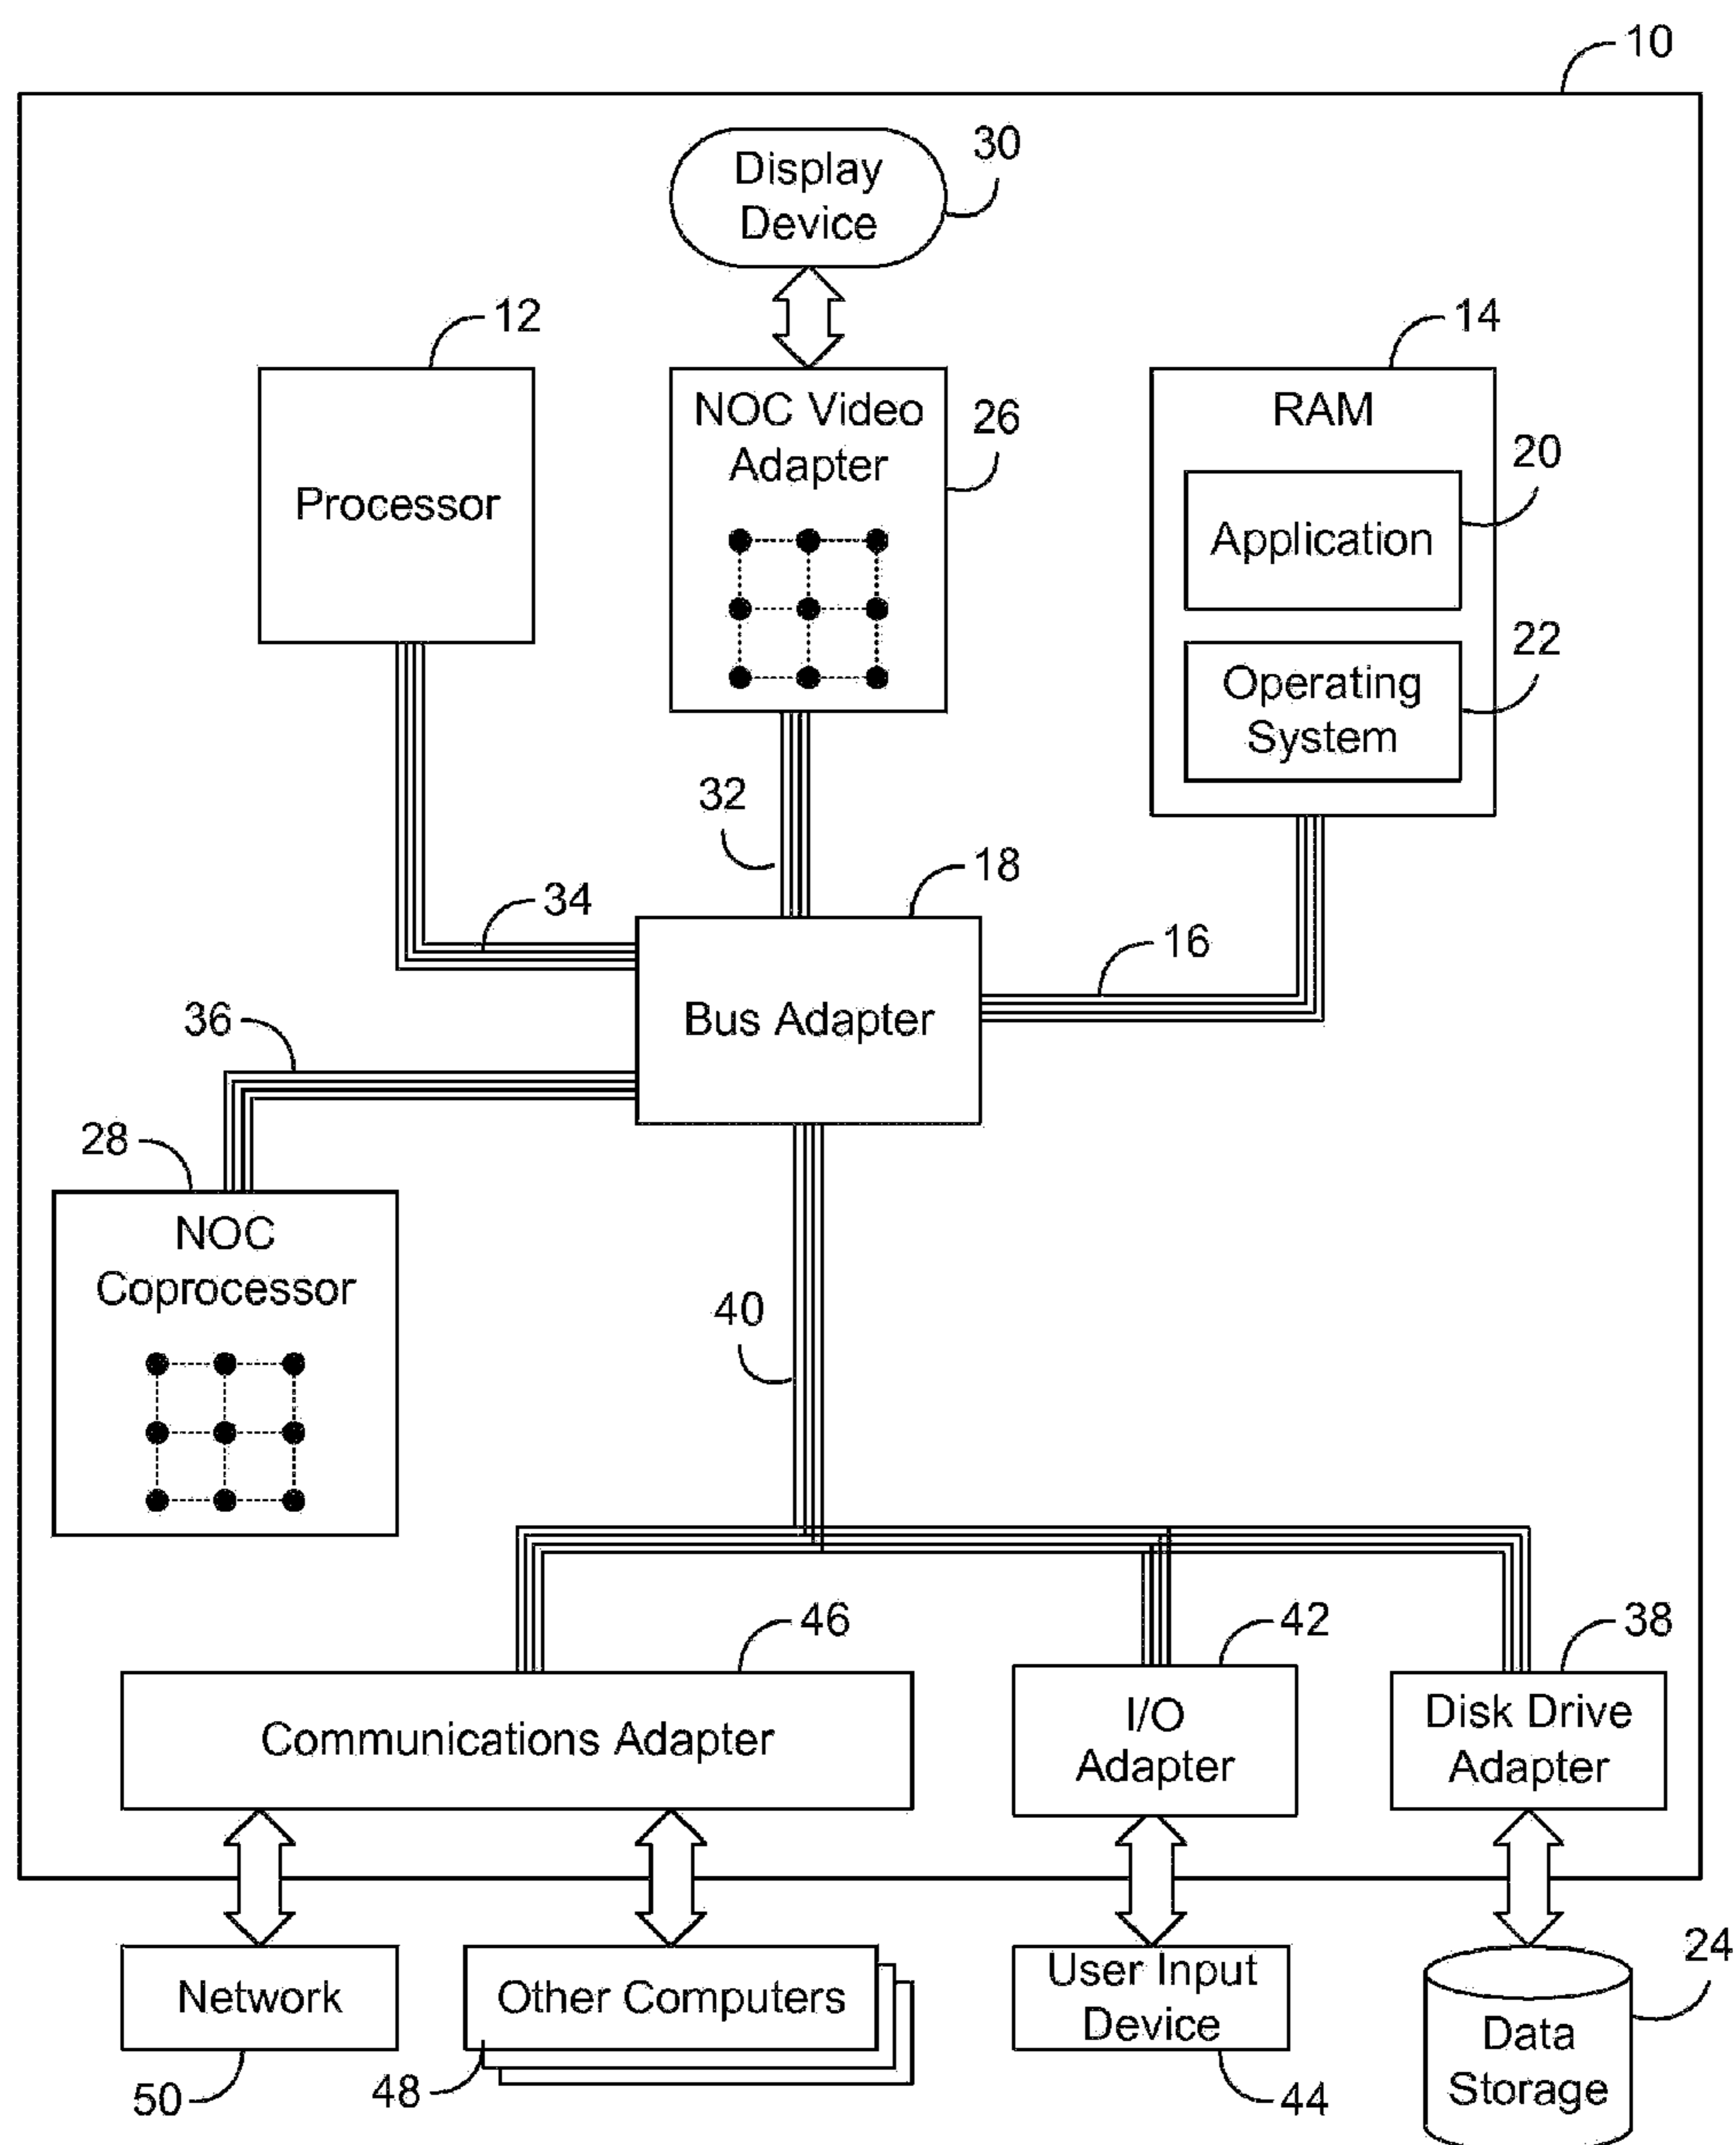 10
Display
Device
30
12
14
NOC Video
Adapter
26
RAM
20
Processor
Application
22
Operating
System
32
18
34
16
Bus Adapter
36
28
NOC
Coprocessor
40
46
42
38
Communications Adapter
I/O
Adapter
Disk Drive
Adapter
Network
Other Computers
User Input
Device
24
Data
Storage
50
48
44